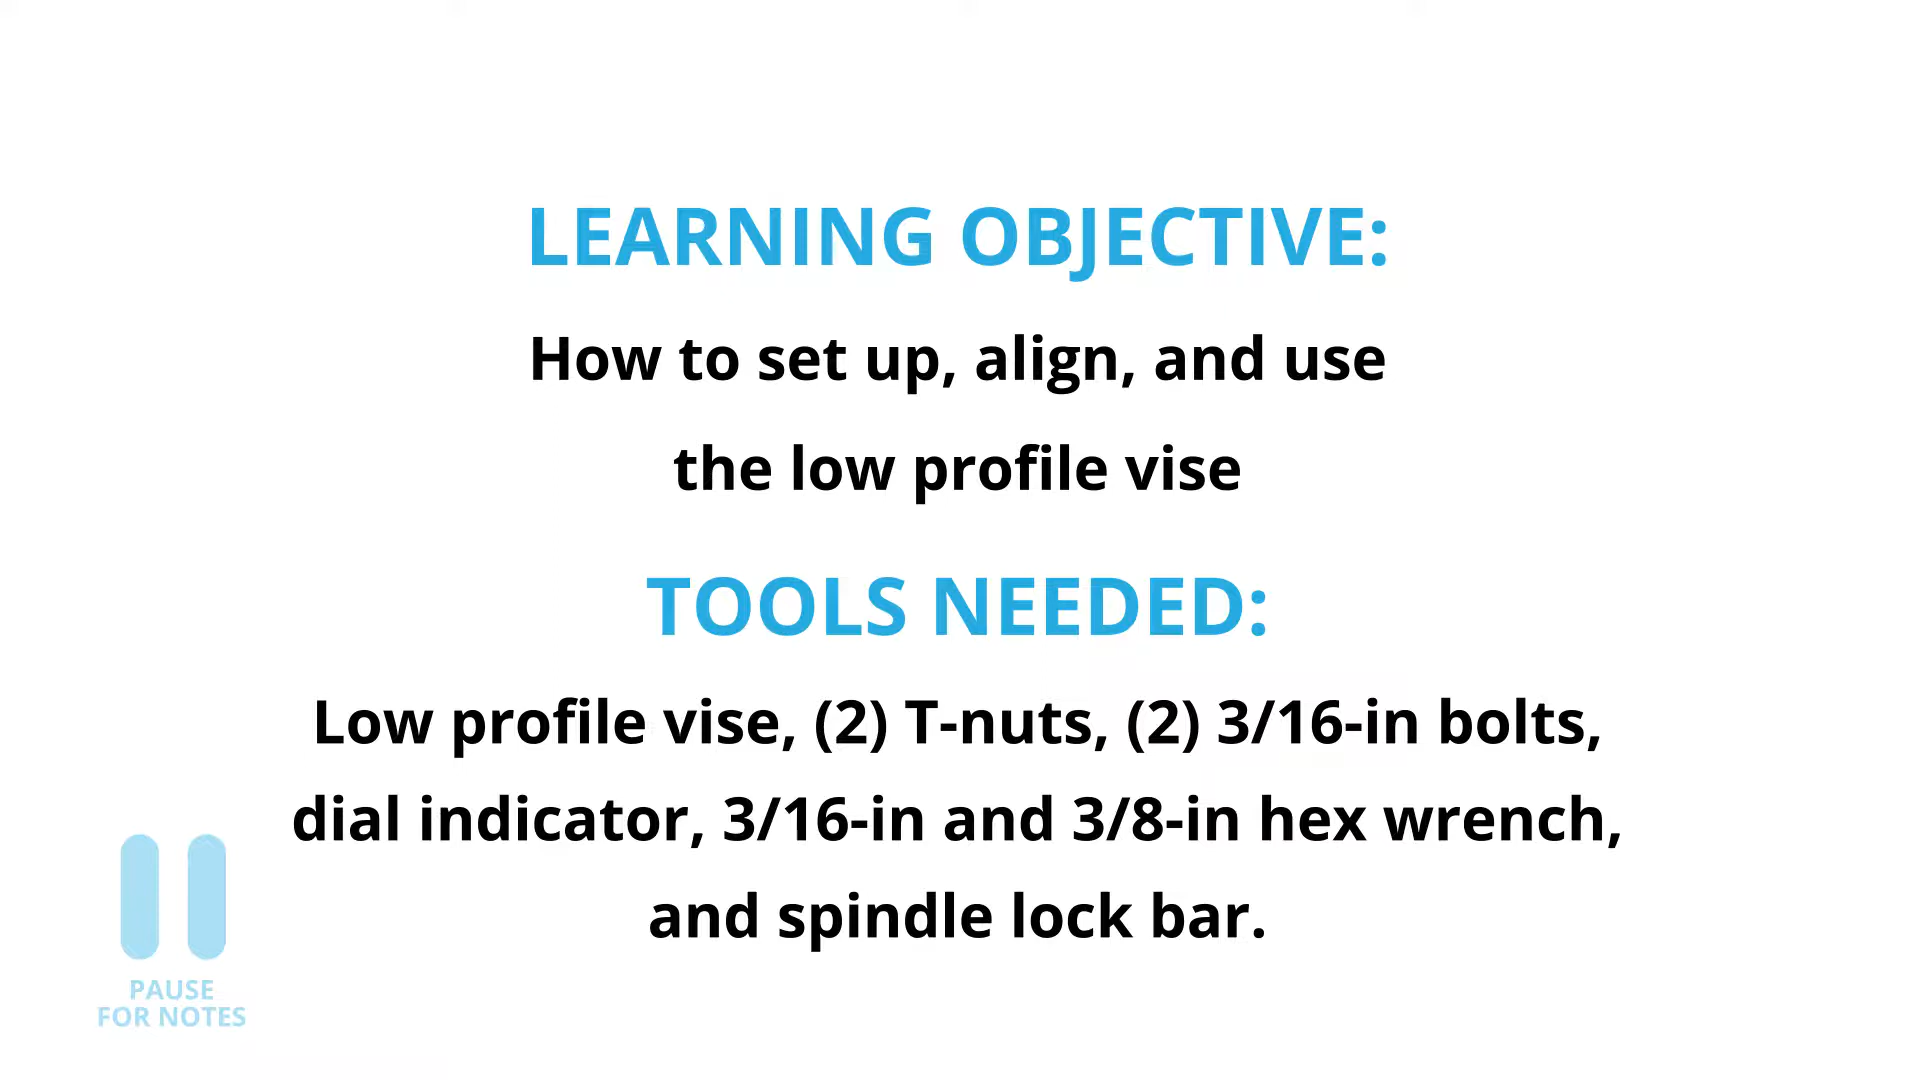 LEARNING OBJECTIVE:
How to set up, align, and use
the low profile vise
TOOLS NEEDED:
Low profile vise, (2) T-nuts, (2) 3/16-in bolts,
dial indicator, 3/16-in and 3/8-in hex wrench,
and spindle lock bar.
PAUSE
FOR NOTES